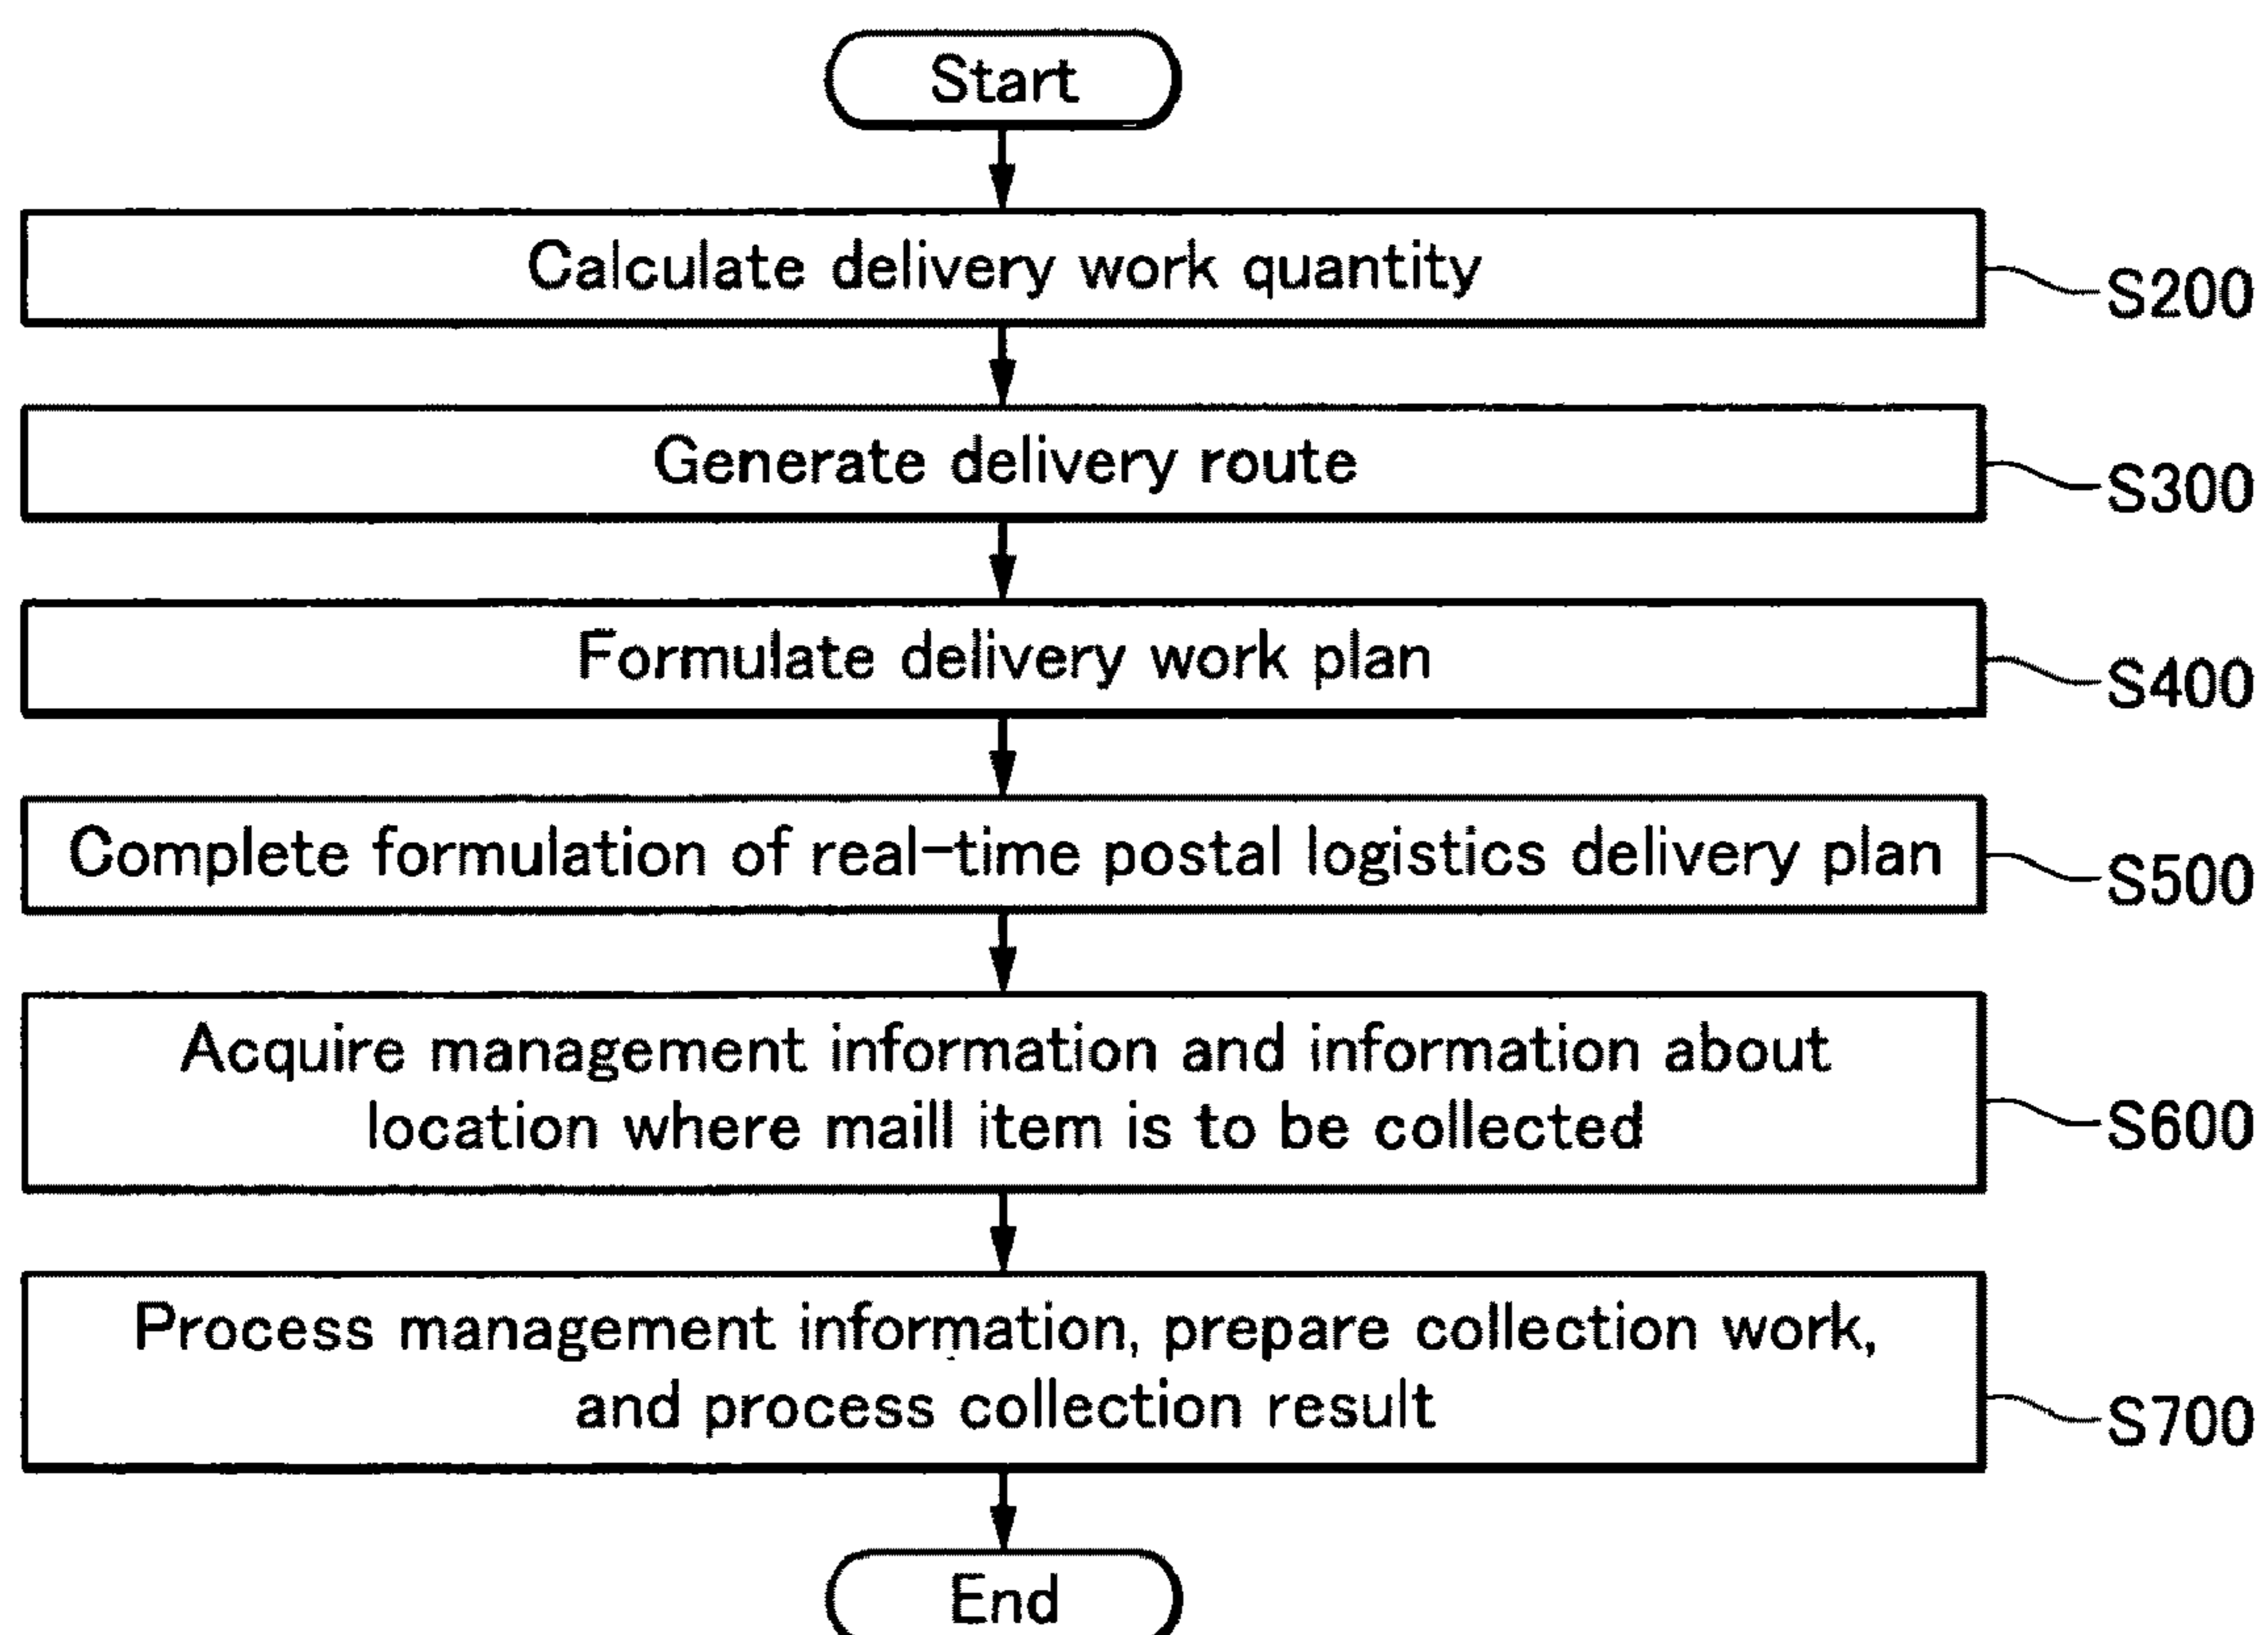 Start
Calculate delivery work quantity
S200
Generate delivery route
S300
Formulate delivery work plan
S400
Complete formulation of real-time postal logistics delivery plan
S500
Acquire management information and information about
location where maill item is to be collected
S600
Process management information, prepare collection work,
and process collection result
S700
End